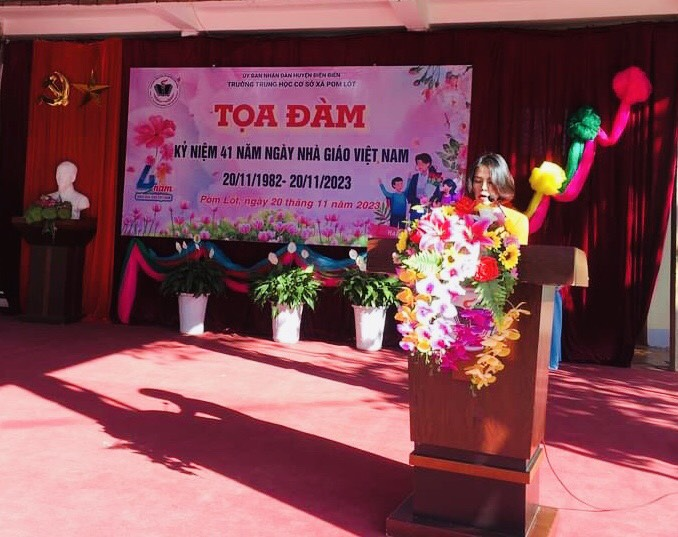 ỦY BAN NHÂN DÂN HUYỆN ĐIỆN BIÊN
TRƯỜNG TRUNG HỌC CƠ SỞ XÃ POM LÓT
TỌA ĐÀM
KỶ NIỆM 41 NĂM NGÀY NHÀ GIÁO VIỆT NAM
20/11/1982- 20/11/2023
Pom Lót, ngày 20 tháng 11 năm 2023
năm